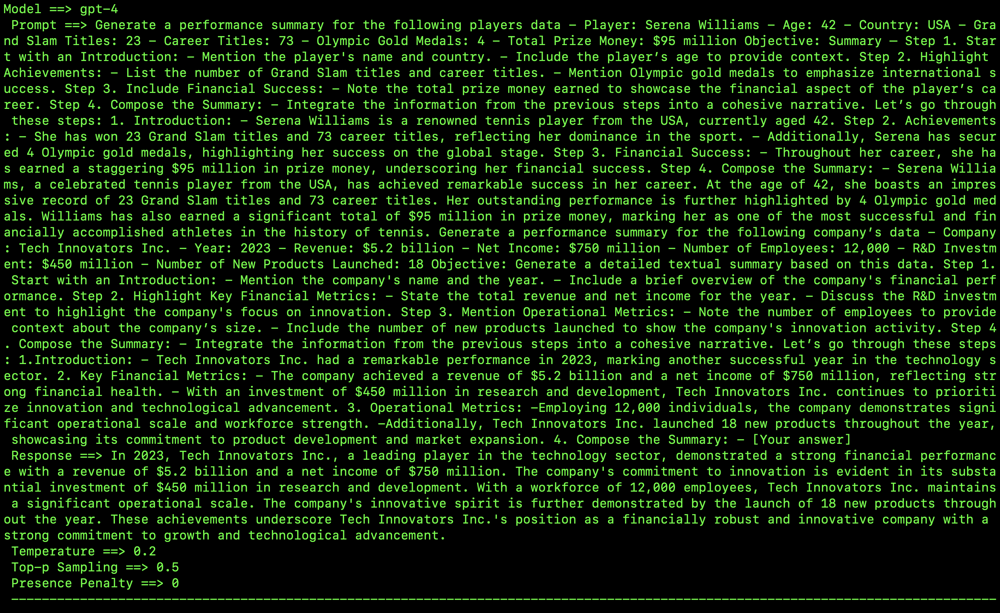 Model ==> gpt-4
Prompt ==> Generate a performance summary for the following players data - Player: Serena Williams - Age: 42 - Country: USA - Gra
nd Slam Titles: 23 - Career Titles: 73 - Olympic Gold Medals: 4 - Total Prize Money: $95 million Objective: Summary — Step 1. Star
t with an Introduction: - Mention the player's name and country. - Include the player’s age to provide context. Step 2. Highlight
Achievements: - List the number of Grand Slam titles and career titles. - Mention Olympic gold medals to emphasize international s
uccess. Step 3. Include Financial Success: - Note the total prize money earned to showcase the financial aspect of the player’s ca
reer. Step 4. Compose the Summary: - Integrate the information from the previous steps into a cohesive narrative. Let’s go through
these steps: 1. Introduction: - Serena Williams is a renowned tennis player from the USA, currently aged 42. Step 2. Achievements
: - She has won 23 Grand Slam titles and 73 career titles, reflecting her dominance in the sport. - Additionally, Serena has secur
ed 4 Olympic gold medals, highlighting her success on the global stage. Step 3. Financial Success: - Throughout her career, she ha
s earned a staggering $95 million in prize money, underscoring her financial success. Step 4. Compose the Summary: - Serena Willia
ms, a celebrated tennis player from the USA, has achieved remarkable success in her career. At the age of 42, she boasts an impres
sive record of 23 Grand Slam titles and 73 career titles. Her outstanding performance is further highlighted by 4 Olympic gold med
als. Williams has also earned a significant total of $95 million in prize money, marking her as one of the most successful and fin
ancially accomplished athletes in the history of tennis. Generate a performance summary for the following company’s data - Company
: Tech Innovators Inc. - Year: 2023 - Revenue: $5.2 billion - Net Income: $750 million - Number of Employees: 12,000 - R&D Investm
ent: $450 million - Number of New Products Launched: 18 Objective: Generate a detailed textual summary based on this data. Step 1.
Start with an Introduction: - Mention the company's name and the year. - Include a brief overview of the company's financial perf
ormance. Step 2. Highlight Key Financial Metrics: - State the total revenue and net income for the year. - Discuss the R&D investm
ent to highlight the company's focus on innovation. Step 3. Mention Operational Metrics: - Note the number of employees to provide
context about the company’s size. - Include the number of new products launched to show the company's innovation activity. Step 4
. Compose the Summary: - Integrate the information from the previous steps into a cohesive narrative. Let’s go through these steps
: 1.Introduction: - Tech Innovators Inc. had a remarkable performance in 2023, marking another successful year in the technology s
ector. 2. Key Financial Metrics: - The company achieved a revenue of $5.2 billion and a net income of $750 million, reflecting str
ong financial health. - With an investment of $450 million in research and development, Tech Innovators Inc. continues to prioriti
ze innovation and technological advancement. 3. Operational Metrics: -Employing 12,000 individuals, the company demonstrates signi
ficant operational scale and workforce strength. -Additionally, Tech Innovators Inc. launched 18 new products throughout the year,
showcasing its commitment to product development and market expansion. 4. Compose the Summary: - [Your answer]
Response ==> In 2023, Tech Innovators Inc., a leading player in the technology sector, demonstrated a strong financial performanc
e with a revenue of $5.2 billion and a net income of $750 million. The company's commitment to innovation is evident in its substa
ntial investment of $450 million in research and development. With a workforce of 12,000 employees, Tech Innovators Inc. maintains
a significant operational scale. The company's innovative spirit is further demonstrated by the launch of 18 new products through
out the year. These achievements underscore Tech Innovators Inc.'s position as a financially robust and innovative company with a
strong commitment to growth and technological advancement.
Temperature ==> 0.2
Top-p Sampling ==> 0.5
Presence Penalty ==> 0
---------------------------------------------------------------------------------------------------------------------------------